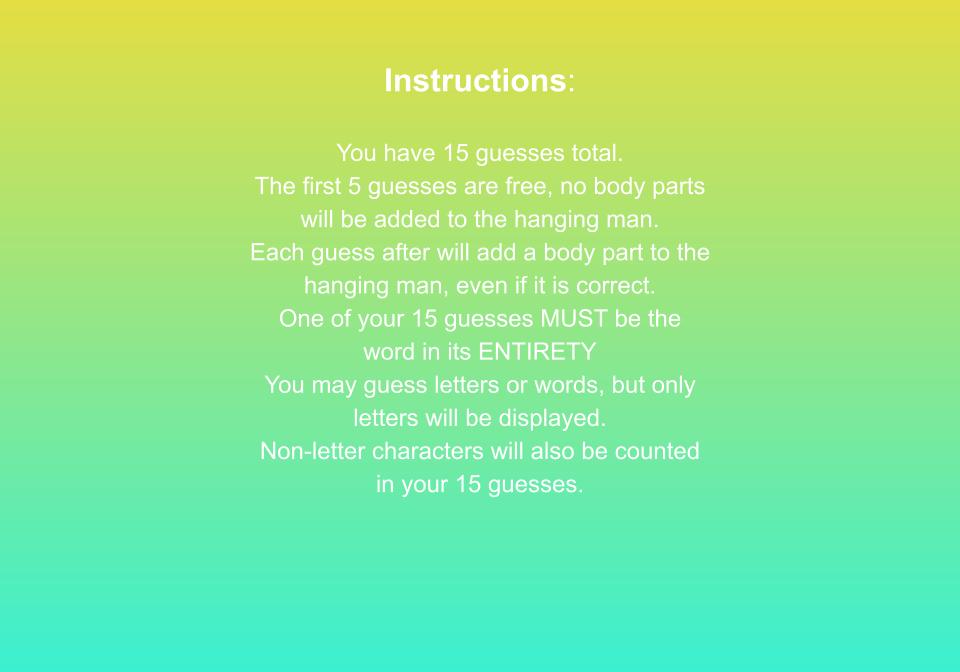 Instructions:
You have 15 guesses total.
The first 5 guesses are free, no body parts
will be added to the hanging man.
Each guess after will add a body part to the
hanging man, even if it is correct.
One of your 15 guesses MUST be the
word in its ENTIRETY
You may guess letters or words, but only
letters will be displayed.
Non-letter characters will also be counted
in your 15 guesses.